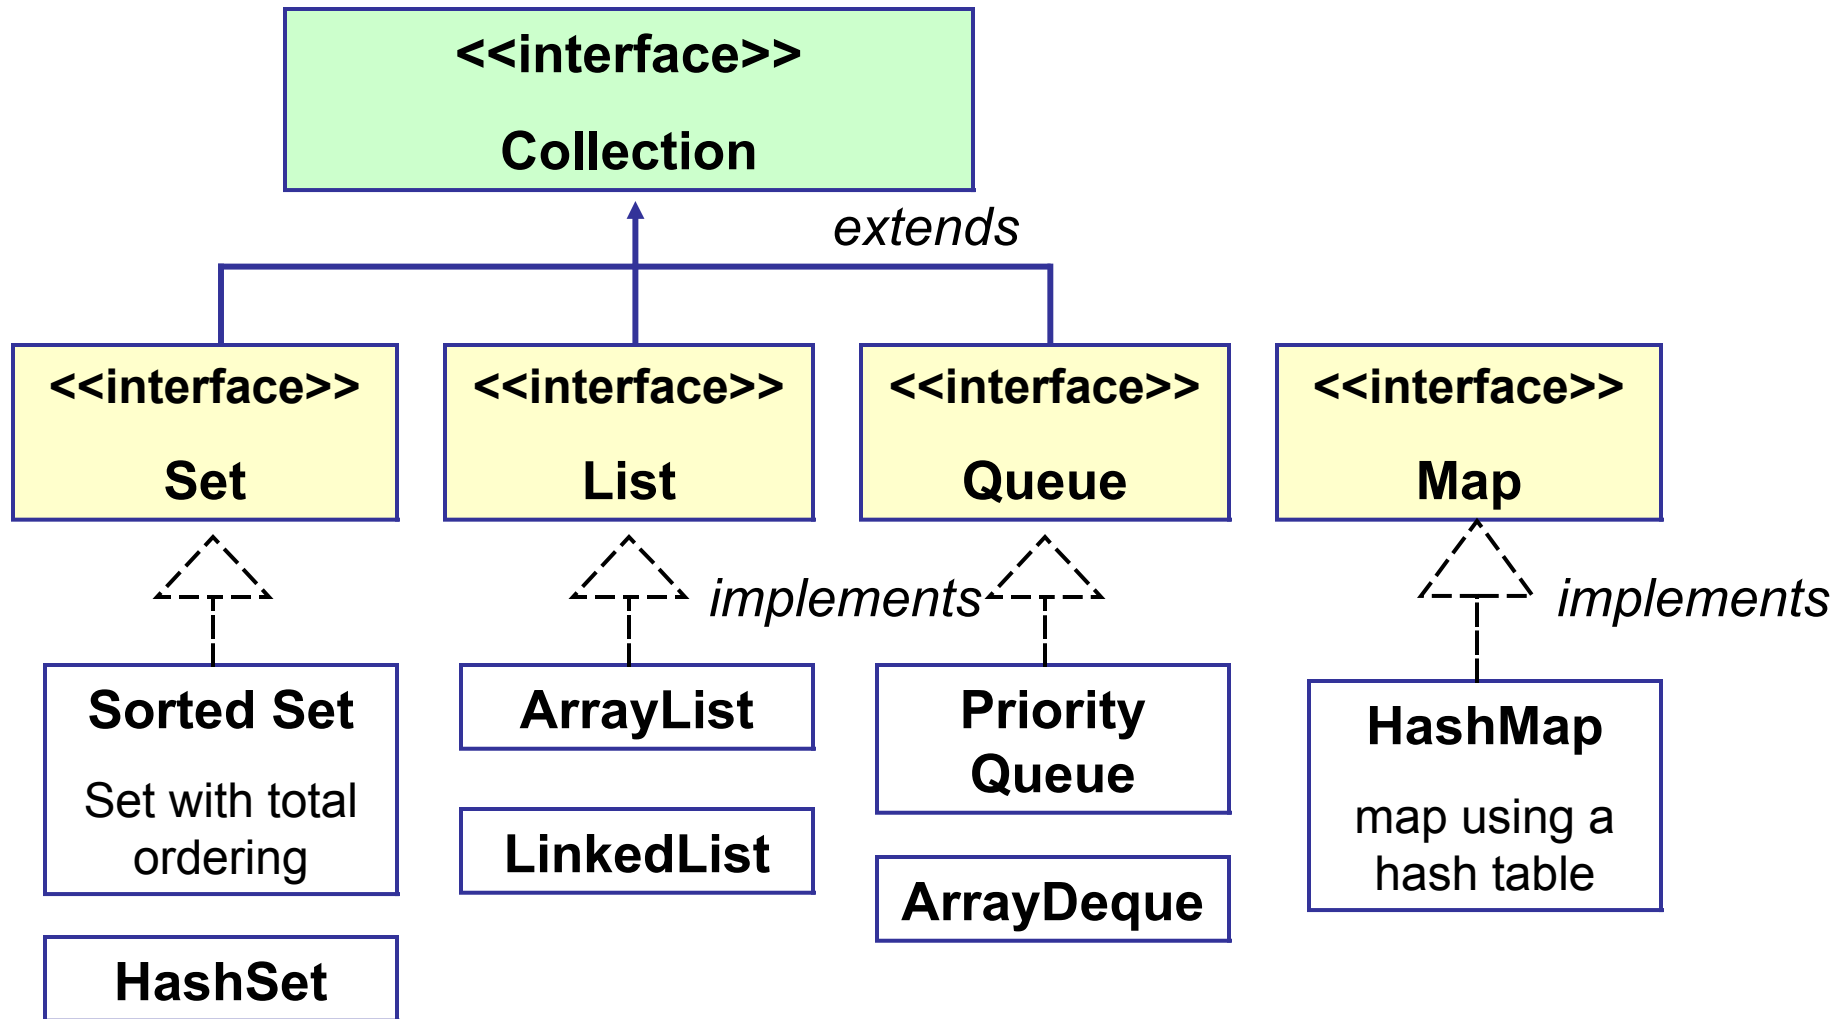 <<interface>>
Collection
extends
<<interface>>
Set
<<interface>>
List
<<interface>>
Queue
<<interface>>
Map
implements
implements
Sorted Set
Set with total
ordering
HashSet
ArrayList
LinkedList
Priority
Queue
ArrayDeque
HashMap
map using a
hash table